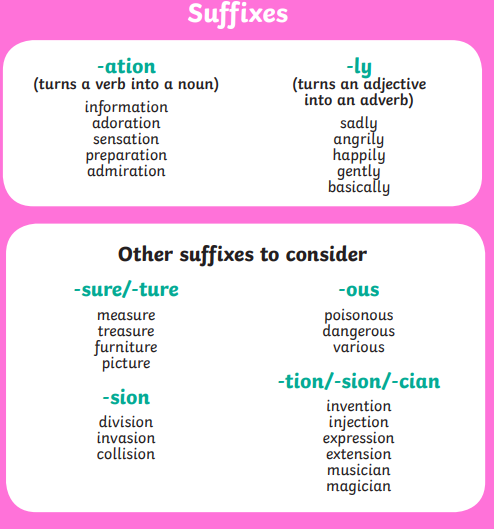 Suffixes
-ation
(turns a verb into a noun)
information
adoration
sensation
preparation
admiration
-ly
(turns an adjective
into an adverb)
sadly
angrily
happily
gently
basically
Other suffixes to consider
-sure/-ture
measure
treasure
furniture
picture
-sion
division
invasion
collision
-ous
poisonous
dangerous
various
-tion/-sion/-cian
invention
injection
expression
extension
musician
magician